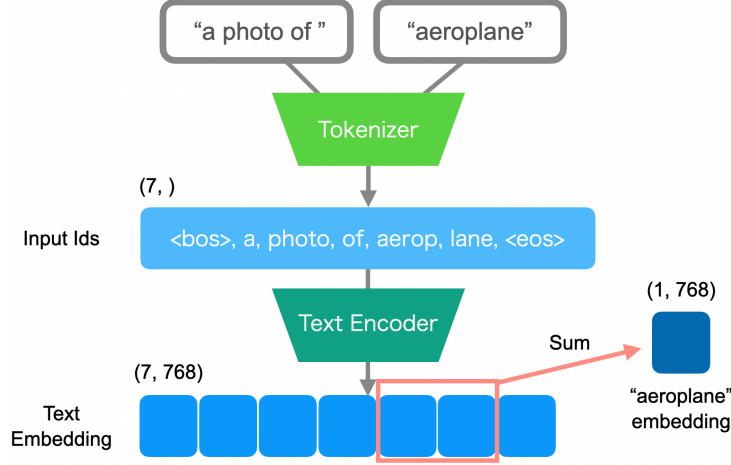 “a photo of ”
“aeroplane”
Tokenizer
(7, )
Input Ids
<bos>, a, photo, of, aerop, lane, <eos>
Text Encoder
(1, 768)
Sum
(7, 768)
“aeroplane”
embedding
Text
Embedding